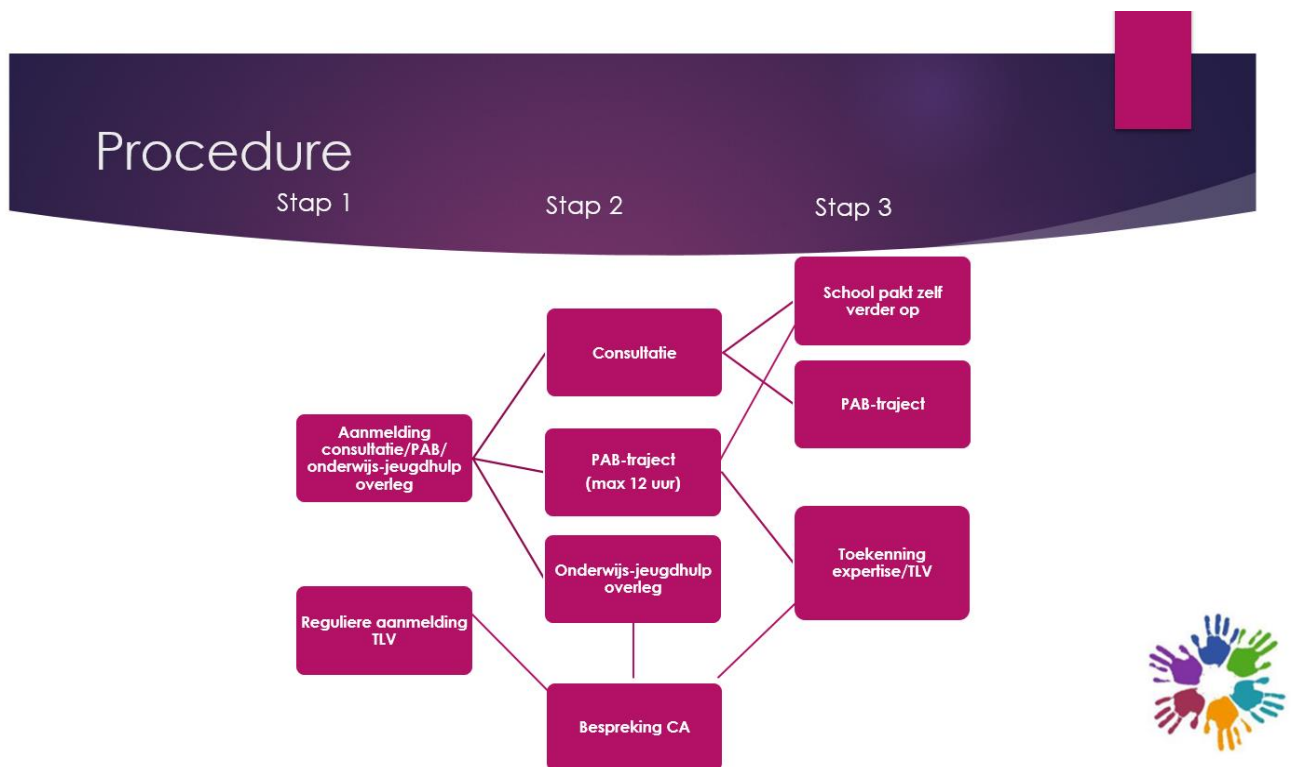 Procedure
Stap 1
Stap 2
Stap 3
Aanmelding
consultatie/PAB/
onderwijs-jeugdhulp
overleg
Reguliere aanmelding
TLV
Consultatie
PAB-traject
(max 12 uur)
Onderwijs-jeugdhulp
overleg
Bespreking CA
School pakt zelf
verder op
PAB-traject
Toekenning
expertise/TLV